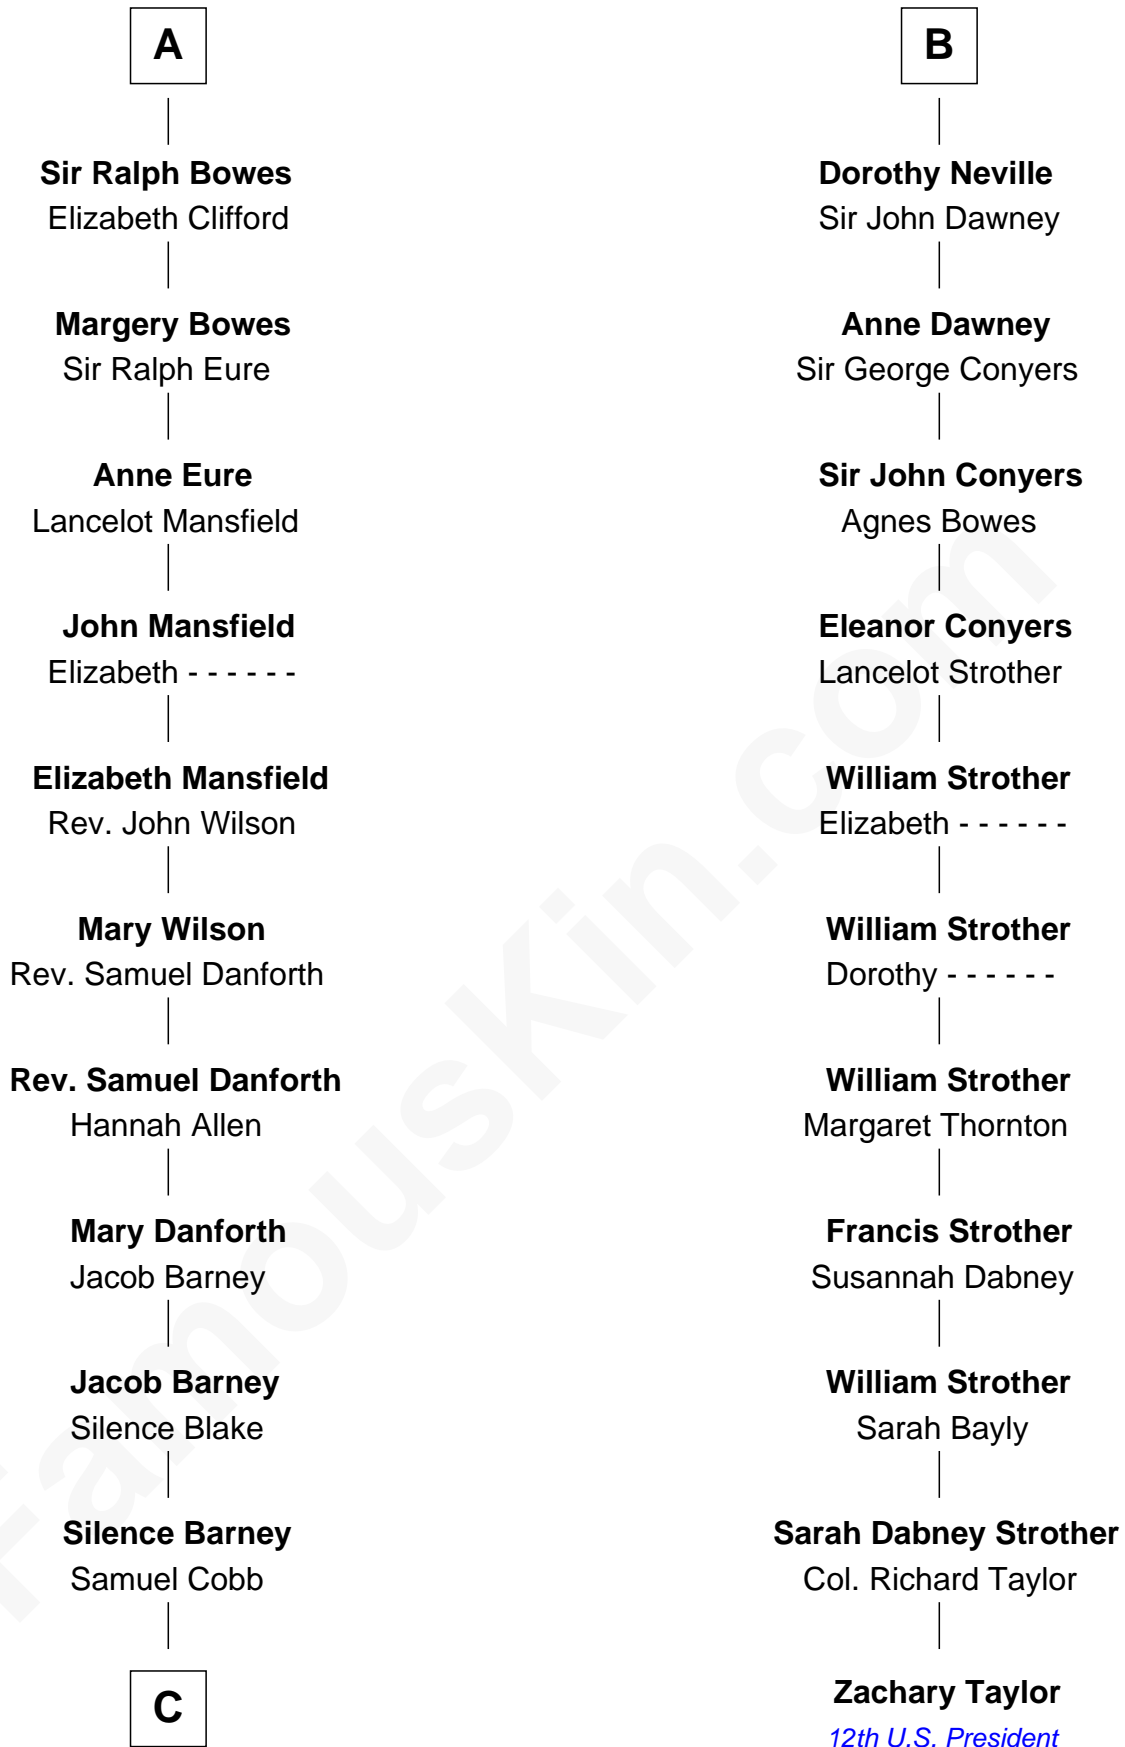 A
Sir Ralph Bowes
Elizabeth Clifford
Margery Bowes
Sir Ralph Eure
Anne Eure
Lancelot Mansfield
John Mansfield
Elizabeth - - - - - -
Elizabeth Mansfield
Rev. John Wilson
Mary Wilson
Rev. Samuel Danforth
Rev. Samuel Danforth
Hannah Allen
Mary Danforth
Jacob Barney
Jacob Barney
Silence Blake
Silence Barney
Samuel Cobb
C
B
Dorothy Neville
Sir John Dawney
Anne Dawney
Sir George Conyers
Sir John Conyers
Agnes Bowes
Eleanor Conyers
Lancelot Strother
William Strother
Elizabeth - - - - - -
William Strother
Dorothy - - - - - -
William Strother
Margaret Thornton
Francis Strother
Susannah Dabney
William Strother
Sarah Bayly
Sarah Dabney Strother
Col. Richard Taylor
Zachary Taylor
12th U.S. President
FamousKin.com